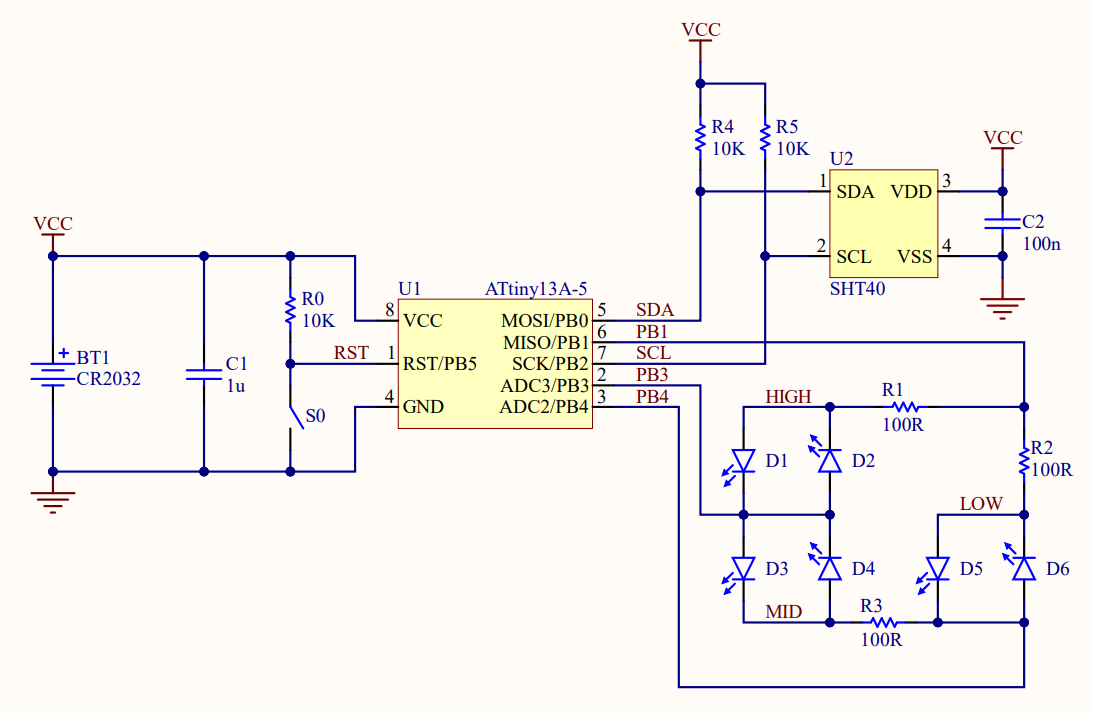 VCC
R4
10K
R5
10K
U2
VCC
1
SDA
VDD
3
C2
100n
2
SCL
VSS
4
SHT40
VCC
R0
10K
U1
ATtiny13A-5
8
VCC
MOSI/PB0
5
SDA
MISO/PB1
6
PB1
BT1
CR2032
C1
1u
RST
1
RST/PB5
SCK/PB2
7
SCL
ADC3/PB3
2
PB3
4
GND
ADC2/PB4
3
PB4
S0
HIGH
R1
100R
D1
D2
R2
100R
LOW
D3
D4
D5
D6
MID
R3
100R
+